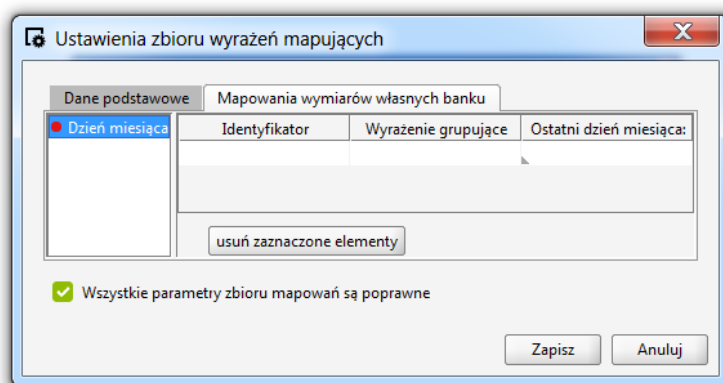 Ustawienia zbioru wyrażeń mapujących
Dane podstawowe Mapowania wymiarów własnych banku
Dzień miesiąca Identyfikator Wyrażenie grupujące Ostatni dzień miesiąca:
usuń zaznaczone elementy
Wszystkie parametry zbioru mapowań są poprawne
Zapisz Anuluj